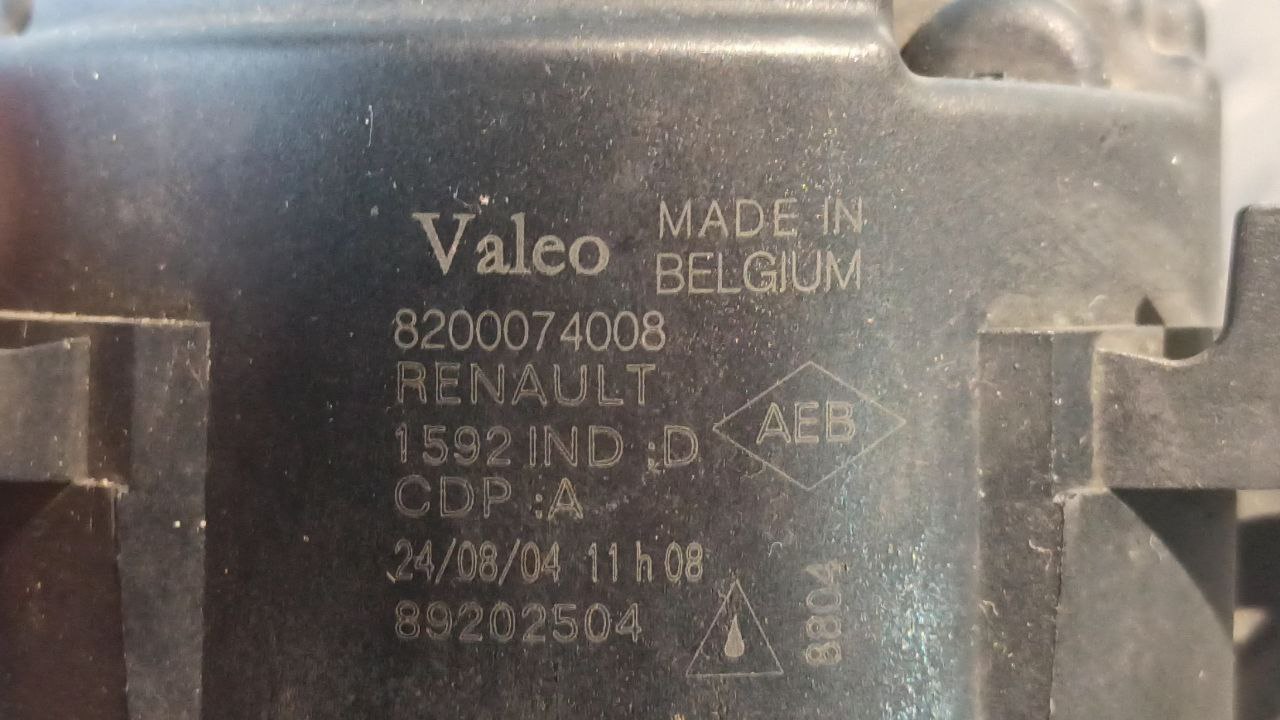 Valeo
MADE IN
BELGIUM
8200074008
RENAULT
1592 IND :D
AEB
CDP :A
24/08/04 11 h 08
89202504
8804